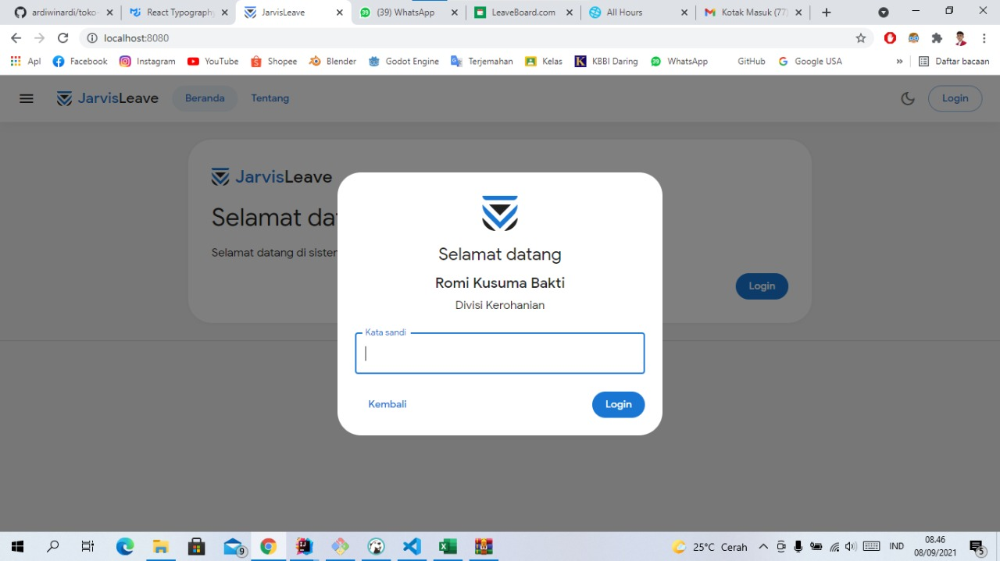 ardiwinardi/toko-
React Typography
JarvisLeave
(39) WhatsApp
LeaveBoard.com
All Hours
Kotak Masuk (77)
localhost:8080
Apl
Facebook
Instagram
YouTube
Shopee
Blender
Godot Engine
Terjemahan
Kelas
KBBI Daring
WhatsApp
GitHub
Google USA
»
Daftar bacaan
JarvisLeave
Beranda
Tentang
Login
JarvisLeave
Selamat dat
Selamat datang di sister
Login
Selamat datang
Romi Kusuma Bakti
Divisi Kerohanian
Kata sandi
Kembali
Login
9
25°C Cerah
IND
08.46
08/09/2021
5